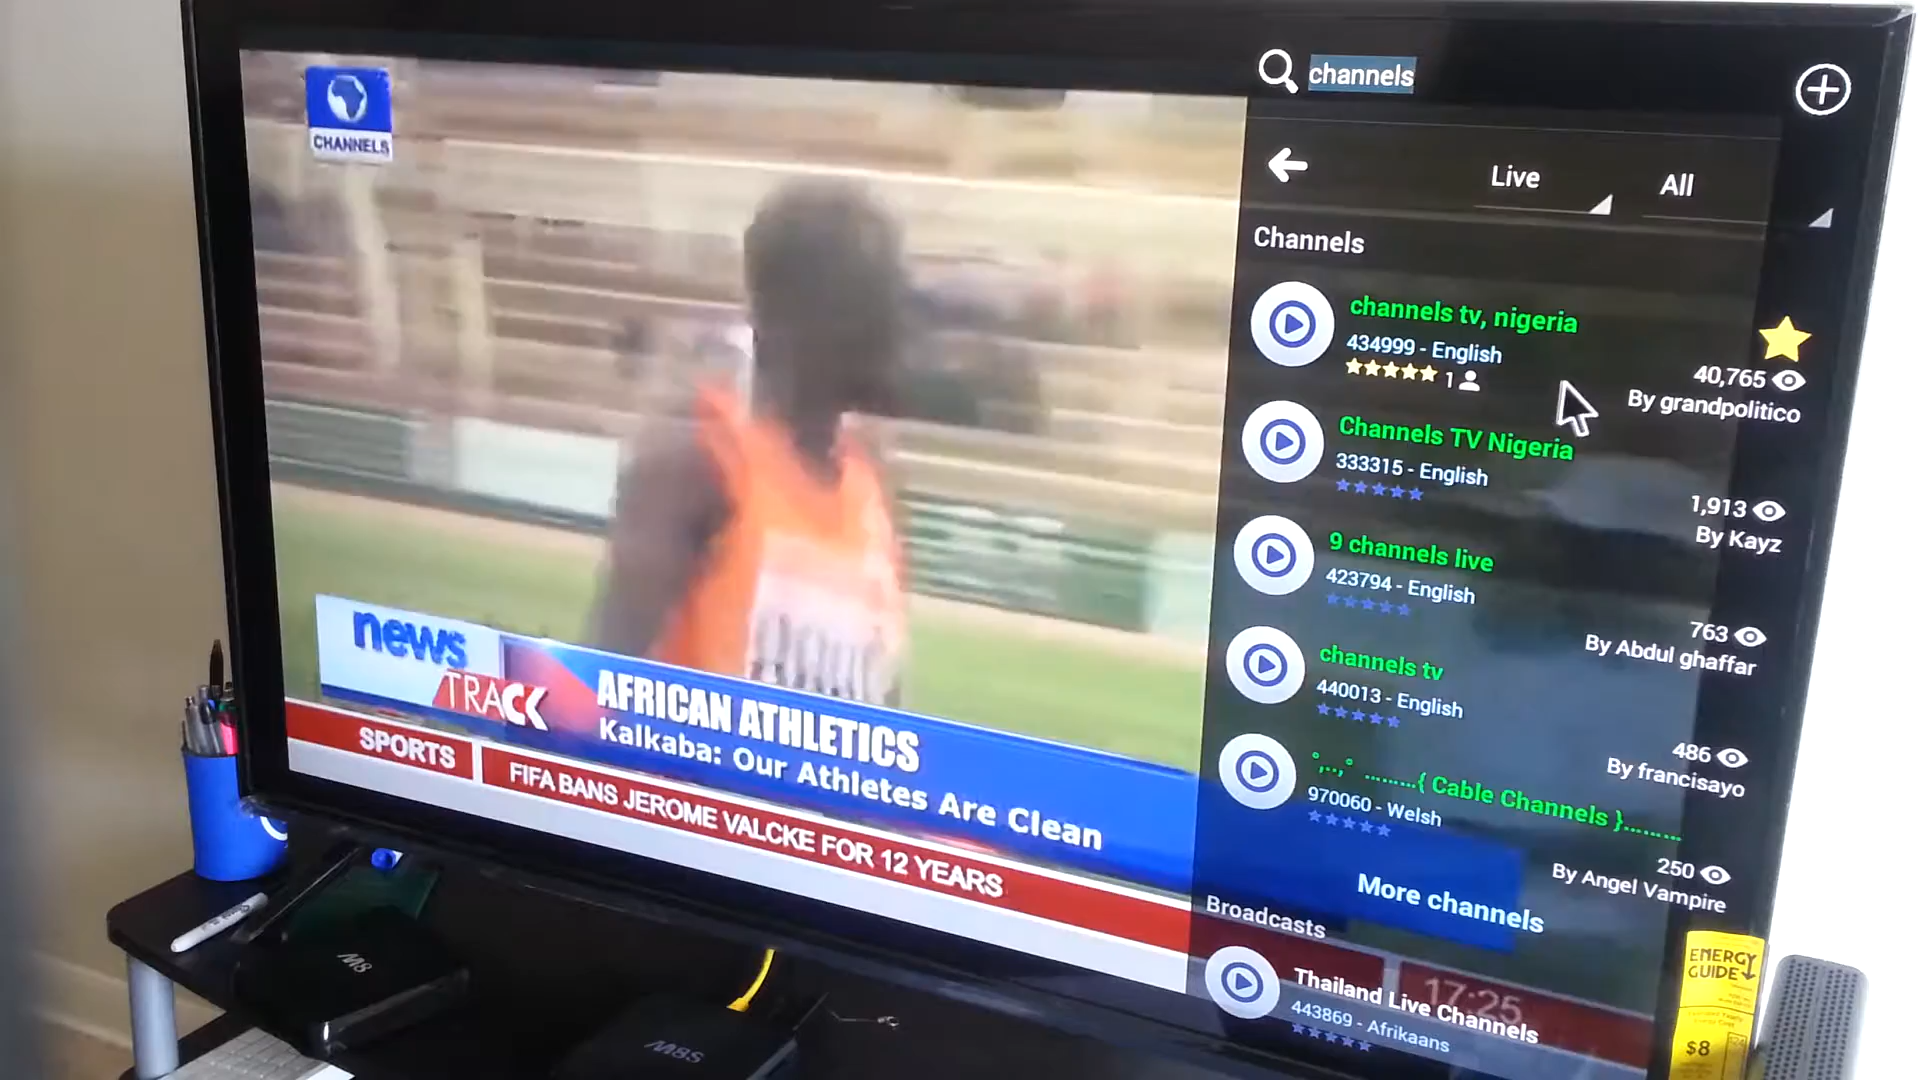 CHANNELS
news
TRACK
AFRICAN ATHLETICS
Kalkaba: Our Athletes Are Clean
SPORTS
FIFA BANS JEROME VALCKE FOR 12 YEARS
channels
Live
All
Channels
channels tv, nigeria
434999 - English
1
40,765
By grandpolitico
Channels TV Nigeria
333315 - English
1,913
By Kayz
9 channels live
423794 - English
763
By Abdul ghaffar
channels tv
440013 - English
486
By francisayo
°,..,° .........{ Cable Channels }.........
970060 - Welsh
250
By Angel Vampire
More channels
Broadcasts
Thailand Live Channels
443869 - Afrikaans
17:25
ENERGY
GUIDE
$8
M8
M8S